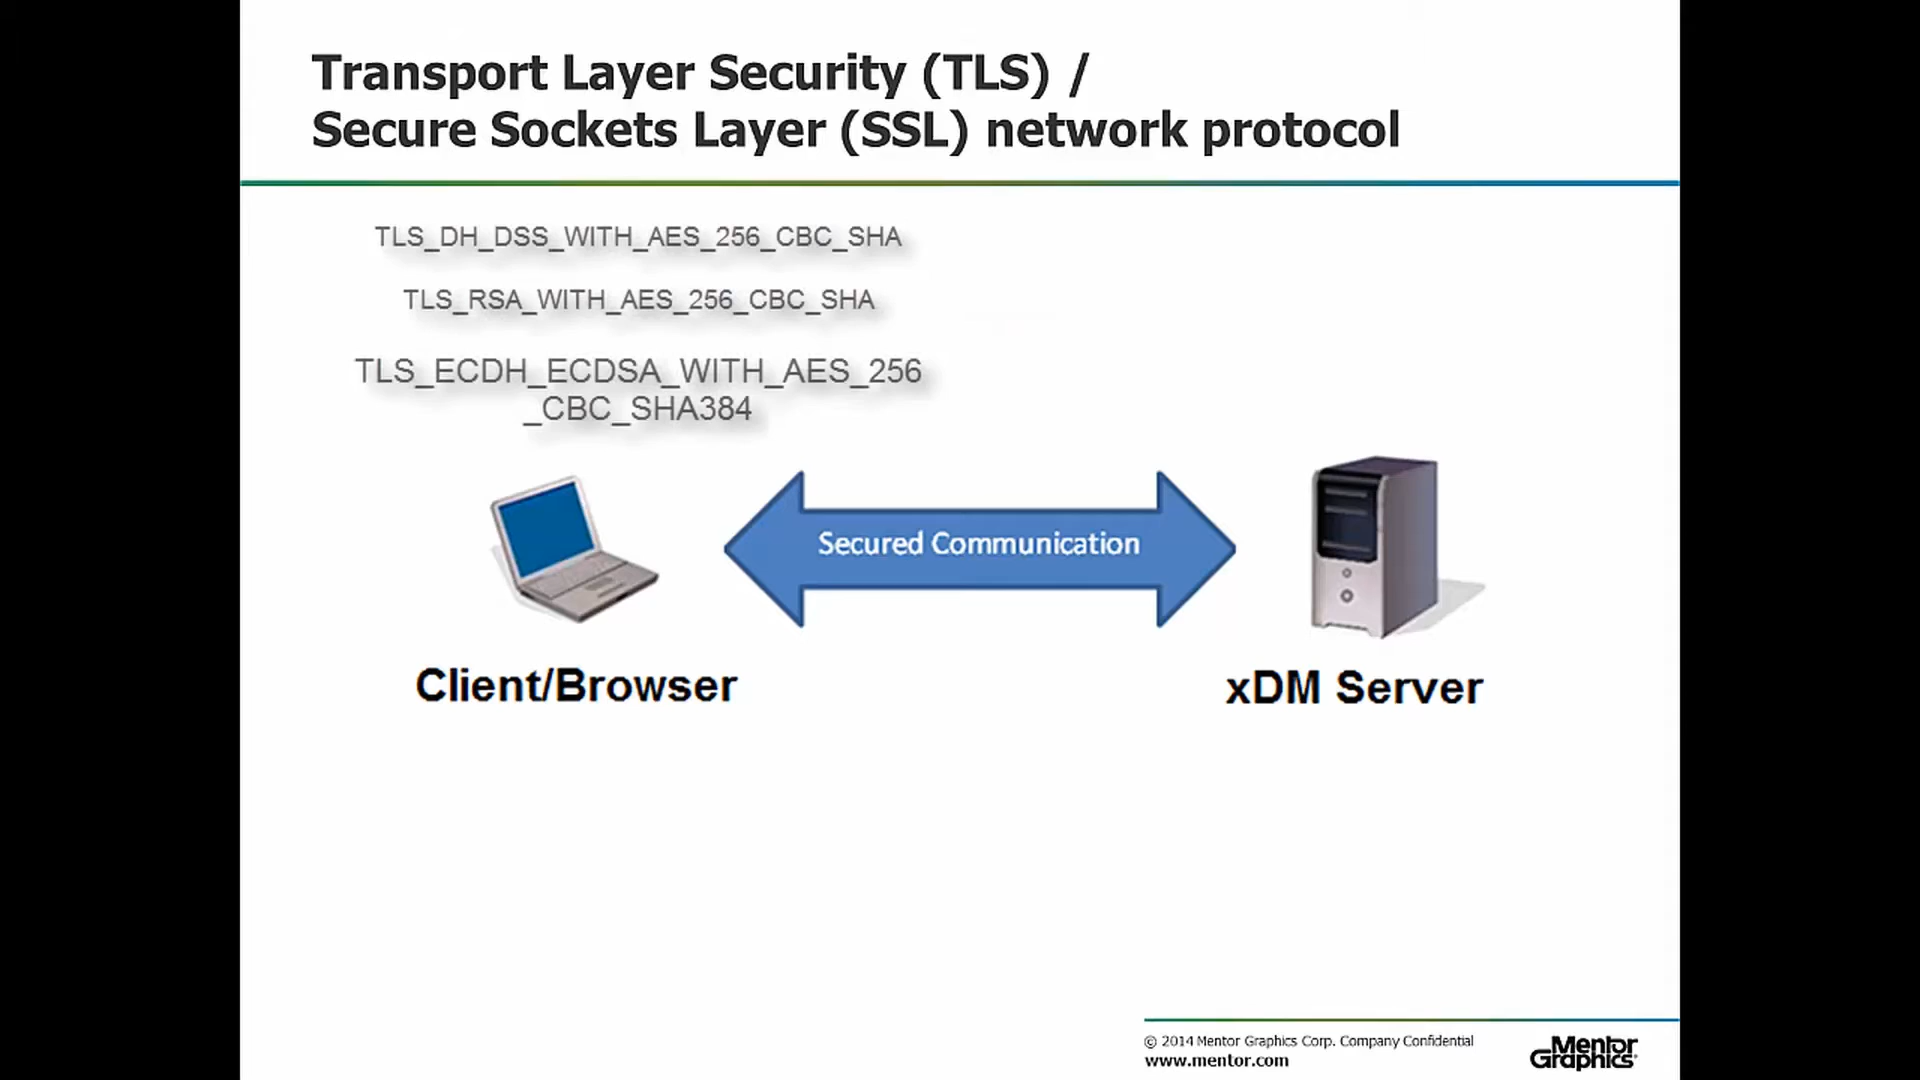 Transport Layer Security (TLS) /
Secure Sockets Layer (SSL) network protocol
TLS_DH_DSS_WITH_AES_256_CBC_SHA
TLS_RSA_WITH_AES_256_CBC_SHA
TLS_ECDH_ECDSA_WITH_AES_256
_CBC_SHA384
Secured Communication
Client/Browser
xDM Server
© 2014 Mentor Graphics Corp. Company Confidential
www.mentor.com
Mentor
Graphics